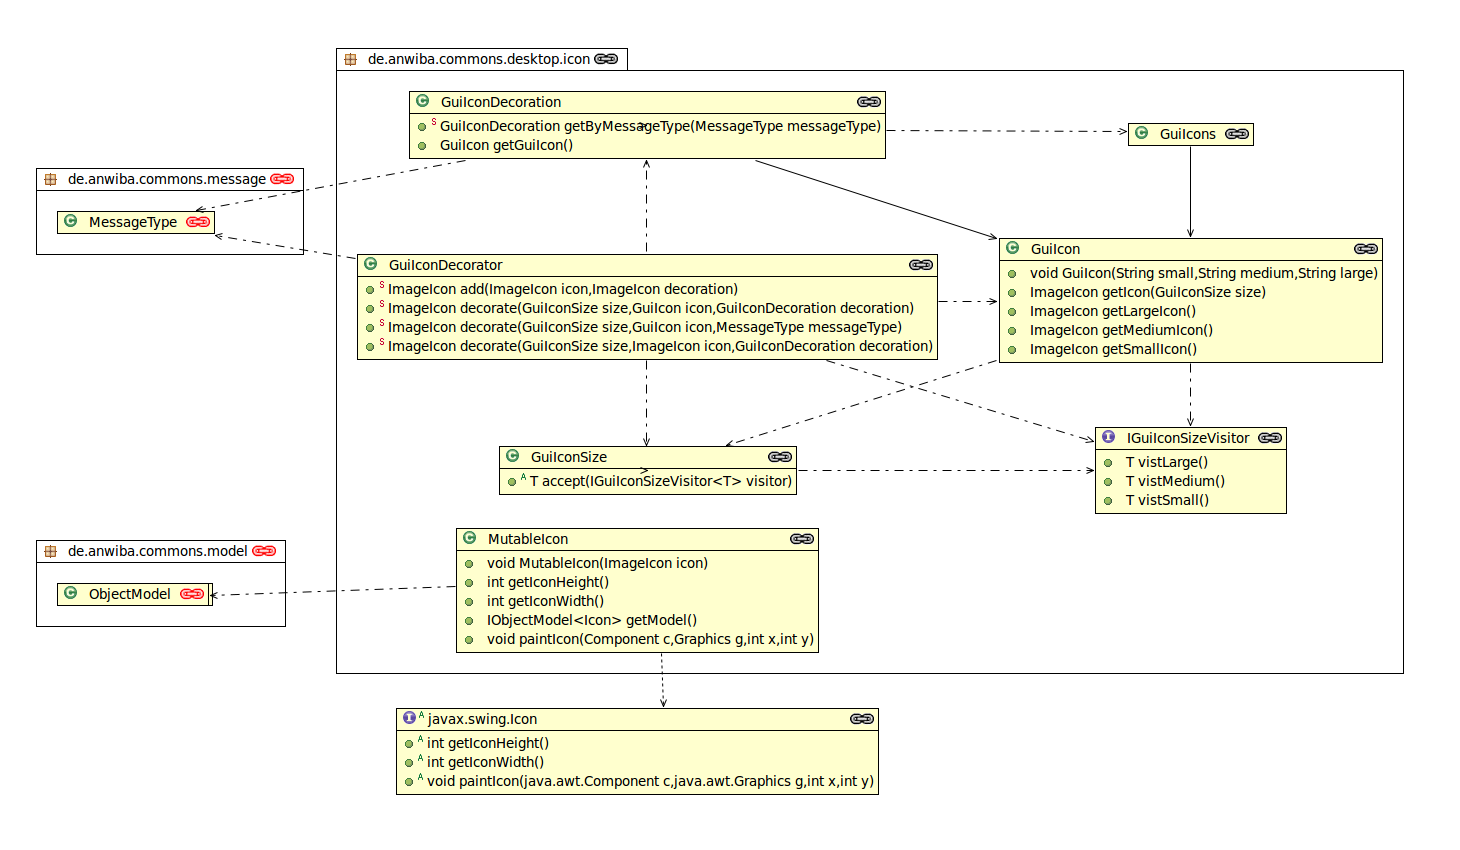 de.anwiba.commons.desktop.icon
GuiIconDecoration
S GuiIconDecoration getByMessageType(MessageType messageType)
GuiIcon getGuiIcon()
GuiIcons
de.anwiba.commons.message
MessageType
GuiIconDecorator
S ImageIcon add(ImageIcon icon,ImageIcon decoration)
S ImageIcon decorate(GuiIconSize size,GuiIcon icon,GuiIconDecoration decoration)
S ImageIcon decorate(GuiIconSize size,GuiIcon icon,MessageType messageType)
S ImageIcon decorate(GuiIconSize size,ImageIcon icon,GuiIconDecoration decoration)
GuiIcon
void GuiIcon(String small,String medium,String large)
ImageIcon getIcon(GuiIconSize size)
ImageIcon getLargeIcon()
ImageIcon getMediumIcon()
ImageIcon getSmallIcon()
GuiIconSize
A T accept(IGuiIconSizeVisitor<T> visitor)
IGuiIconSizeVisitor
T vistLarge()
T vistMedium()
T vistSmall()
de.anwiba.commons.model
ObjectModel
MutableIcon
void MutableIcon(ImageIcon icon)
int getIconHeight()
int getIconWidth()
IObjectModel<Icon> getModel()
void paintIcon(Component c,Graphics g,int x,int y)
A javax.swing.Icon
A int getIconHeight()
A int getIconWidth()
A void paintIcon(java.awt.Component c,java.awt.Graphics g,int x,int y)